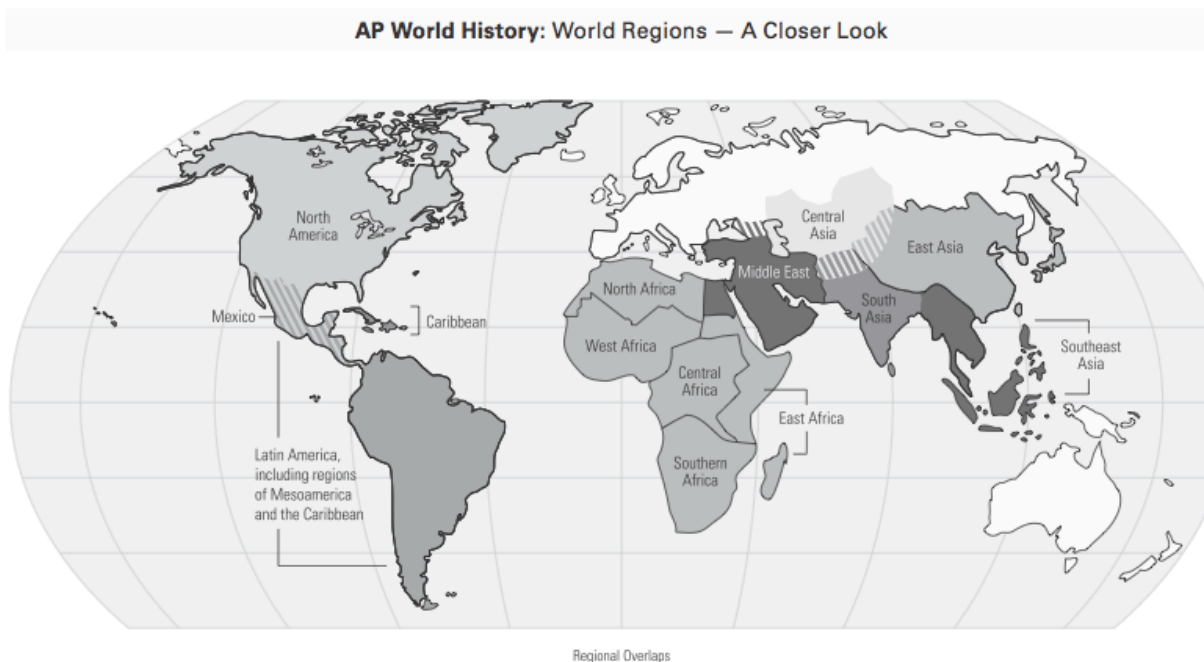 AP World History: World Regions — A Closer Look
North
America
Central
Asia
East Asia
Middle East
North Africa
South
Asia
Mexico
Caribbean
West Africa
Southeast
Asia
Central
Africa
East Africa
Latin America,
including regions
of Mesoamerica
and the Caribbean
Southern
Africa
Regional Overlaps